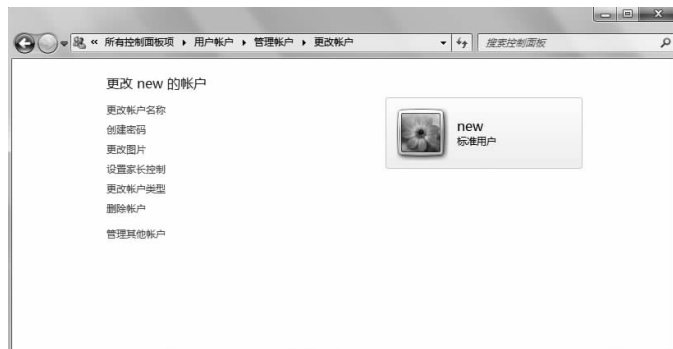 « 所有控制面板项 ▸ 用户帐户 ▸ 管理帐户 ▸ 更改帐户
搜索控制面板
更改 new 的帐户
更改帐户名称
创建密码
更改图片
设置家长控制
更改帐户类型
删除帐户
管理其他帐户
new
标准用户